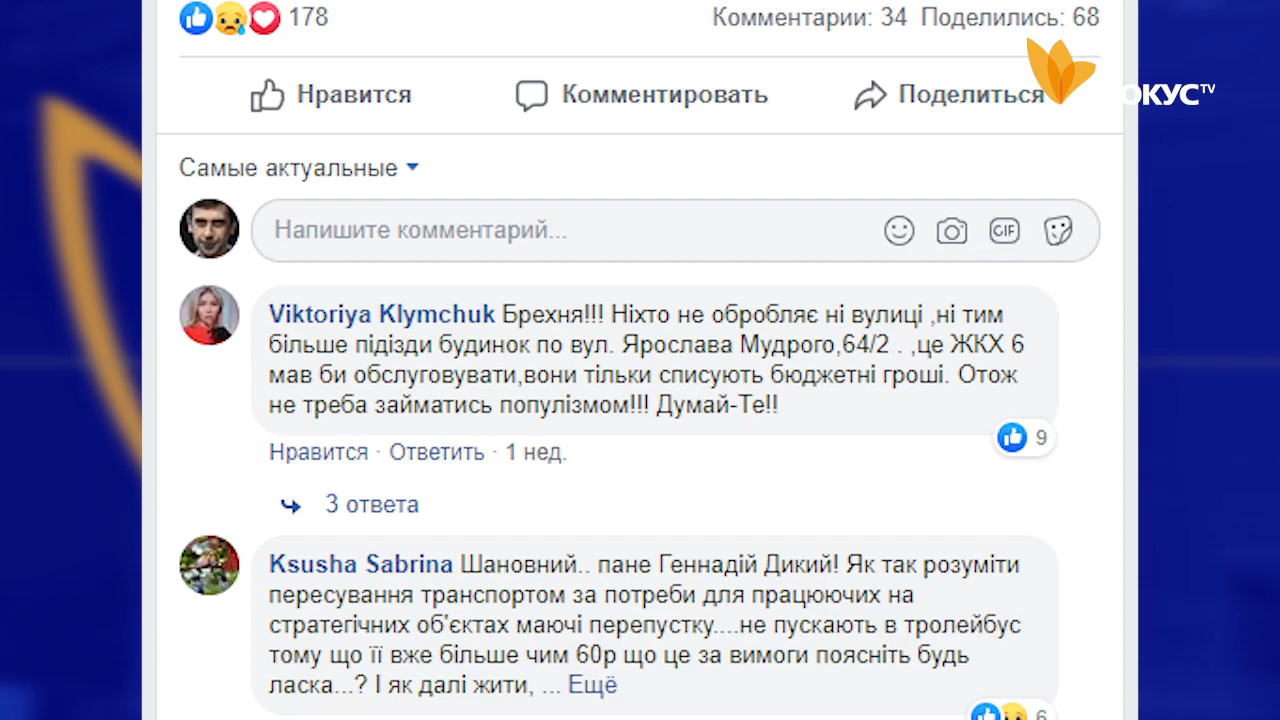 178
Комментарии: 34 Поделились: 68
Нравится
Комментировать
Поделиться
ОКУС TV
Самые актуальные
Напишите комментарий...
GIF
Viktoriya Klymchuk Брехня!!! Ніхто не обробляє ні вулиці ,ні тим
більше підізди будинок по вул. Ярослава Мудрого,64/2 . ,це ЖКХ 6
мав би обслуговувати,вони тільки списують бюджетні гроші. Отож
не треба займатись популізмом!!! Думай-Те!!
9
Нравится · Ответить · 1 нед.
3 ответа
Ksusha Sabrina Шановний.. пане Геннадій Дикий! Як так розуміти
пересування транспортом за потреби для працюючих на
стратегічних об'єктах маючі перепустку....не пускають в тролейбус
тому що її вже більше чим 60р що це за вимоги поясніть будь
ласка...? І як далі жити, ... Ещё
6